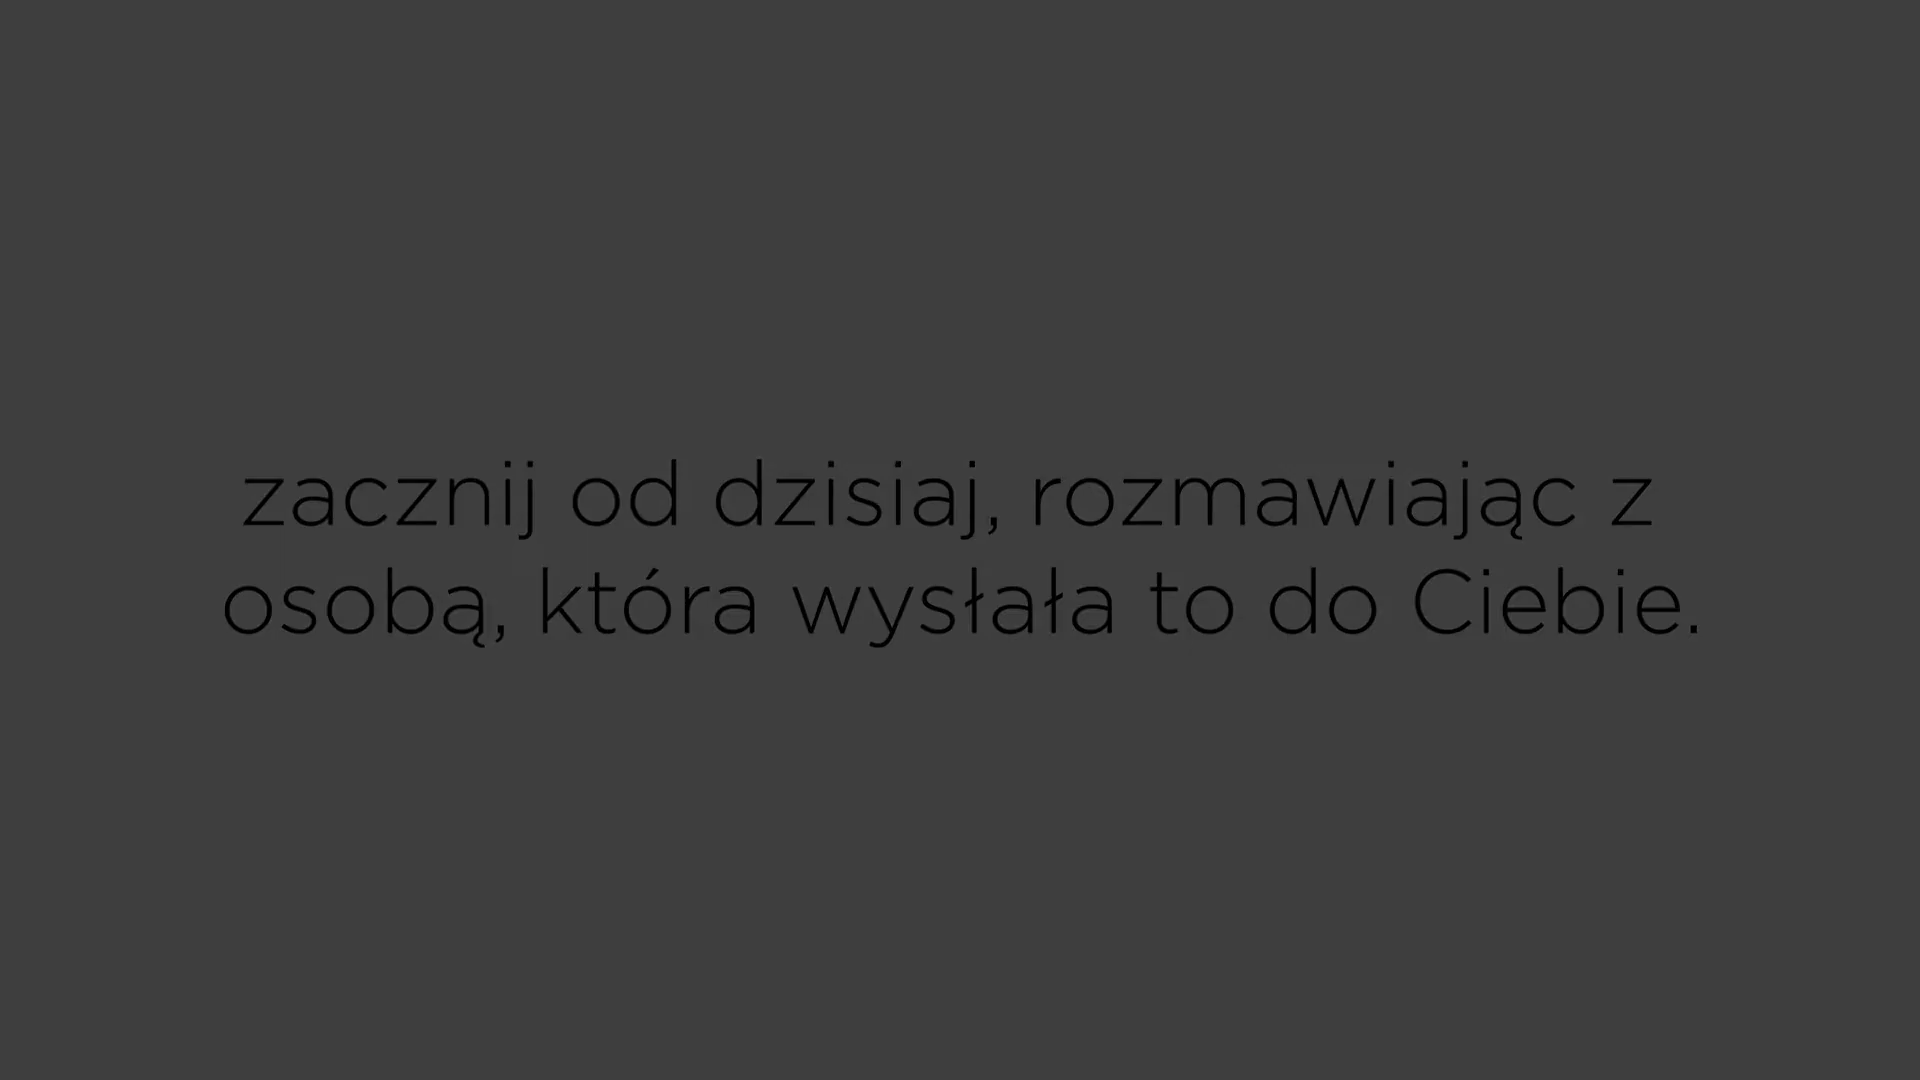 zacznij od dzisiaj, rozmawiając z
osobą, która wysłała to do Ciebie.